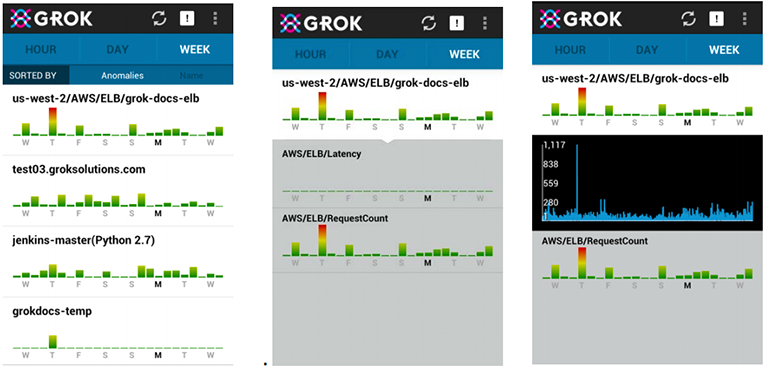 GROK
HOUR DAY WEEK
SORTED BY Anomalies Name
us-west-2/AWS/ELB/grok-docs-elb
W T F S S M T W
test03.groksolutions.com
W T F S S M T W
jenkins-master(Python 2.7)
W T F S S M T W
grokdocs-temp
W T F S S M T W
GROK
HOUR DAY WEEK
us-west-2/AWS/ELB/grok-docs-elb
W T F S S M T W
AWS/ELB/Latency
W T F S S M T W
AWS/ELB/RequestCount
W T F S S M T W
GROK
HOUR DAY WEEK
us-west-2/AWS/ELB/grok-docs-elb
W T F S S M T W
1,117
838
559
280
1
AWS/ELB/RequestCount
W T F S S M T W